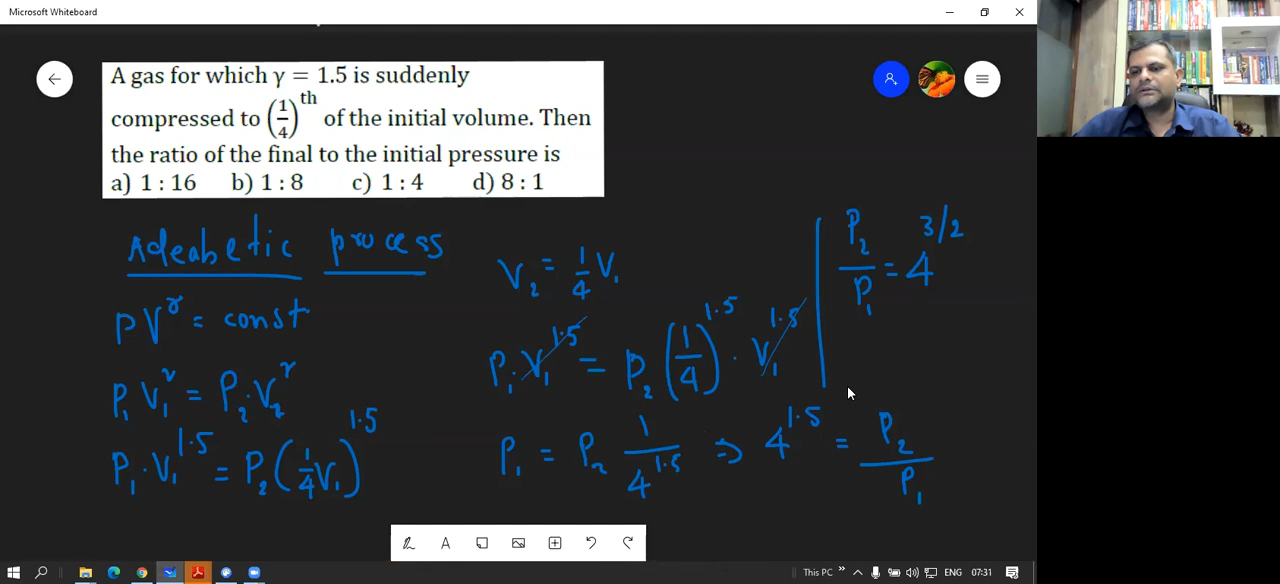 Microsoft Whiteboard
A gas for which γ = 1.5 is suddenly
compressed to (1/4)^th of the initial volume. Then
the ratio of the final to the initial pressure is
a) 1 : 16 b) 1 : 8 c) 1 : 4 d) 8 : 1
Adeabetic process
PV^γ = const
P₁ V₁^γ = P₂ · V₂^γ
P₁ · V₁^1.5 = P₂ (1/4 V₁)^1.5
V₂ = 1/4 V₁
P₁ · V₁^1.5 = P₂ (1/4)^1.5 · V₁^1.5
P₁ = P₂ 1/4^1.5 ⇒ 4^1.5 = P₂/P₁
P₂/P₁ = 4^3/2
This PC » ENG 07:31